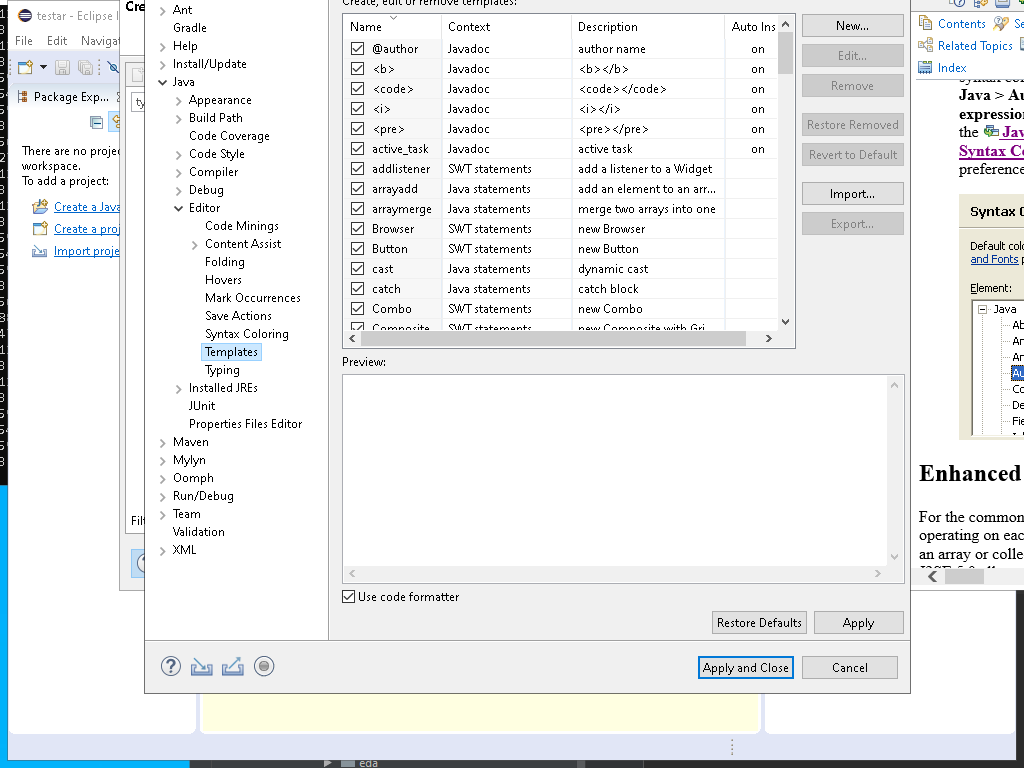 testar - Eclipse I
File Edit Navigat
Package Exp...
There are no proje
workspace.
To add a project:
Create a Java
Create a proj
Import proje
Cre
ty
Filt
Ant
Gradle
Help
Install/Update
Java
Appearance
Build Path
Code Coverage
Code Style
Compiler
Debug
Editor
Code Minings
Content Assist
Folding
Hovers
Mark Occurrences
Save Actions
Syntax Coloring
Templates
Typing
Installed JREs
JUnit
Properties Files Editor
Maven
Mylyn
Oomph
Run/Debug
Team
Validation
XML
Create, edit or remove templates:
Name Context Description Auto Ins
@author Javadoc author name on
<b> Javadoc <b></b> on
<code> Javadoc <code></code> on
<i> Javadoc <i></i> on
<pre> Javadoc <pre></pre> on
active_task Javadoc active task on
addlistener SWT statements add a listener to a Widget
arrayadd Java statements add an element to an arr...
arraymerge Java statements merge two arrays into one
Browser SWT statements new Browser
Button SWT statements new Button
cast Java statements dynamic cast
catch Java statements catch block
Combo SWT statements new Combo
Composite SWT statements new Composite with Gri
New...
Edit...
Remove
Restore Removed
Revert to Default
Import...
Export...
Preview:
Use code formatter
Restore Defaults Apply
Apply and Close Cancel
Contents Se
Related Topics
Index
Java > Au
expression
the Jav
Syntax Co
preference
Syntax C
Default colo
and Fonts p
Element:
Java
Ab
An
An
Au
Co
De
Fie
Enhanced
For the common
operating on eac
an array or colle
eda